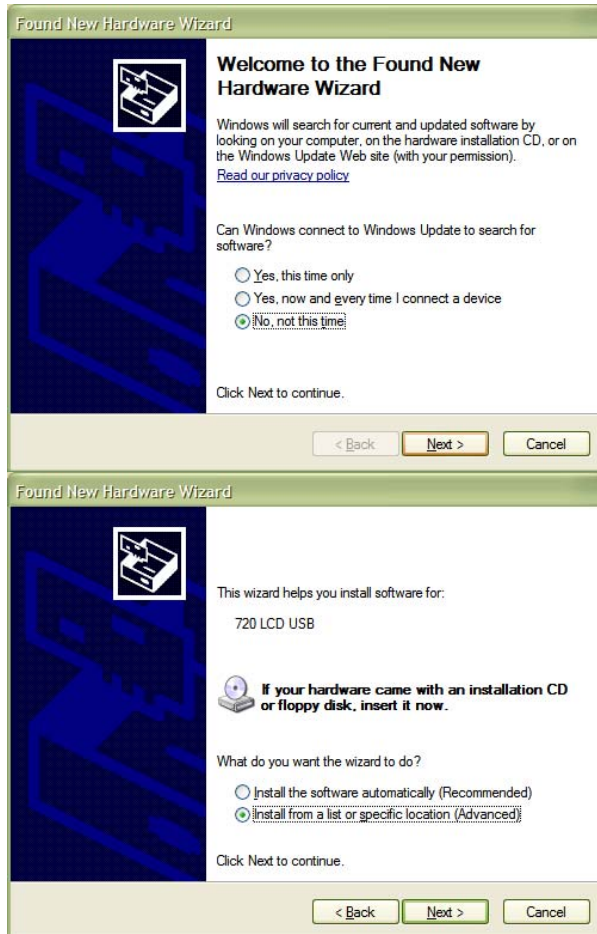 Found New Hardware Wizard
Welcome to the Found New
Hardware Wizard
Windows will search for current and updated software by
looking on your computer, on the hardware installation CD, or on
the Windows Update Web site (with your permission).
Read our privacy policy
Can Windows connect to Windows Update to search for
software?
Yes, this time only
Yes, now and every time I connect a device
No, not this time
Click Next to continue.
< Back Next > Cancel
Found New Hardware Wizard
This wizard helps you install software for:
720 LCD USB
If your hardware came with an installation CD
or floppy disk, insert it now.
What do you want the wizard to do?
Install the software automatically (Recommended)
Install from a list or specific location (Advanced)
Click Next to continue.
< Back Next > Cancel